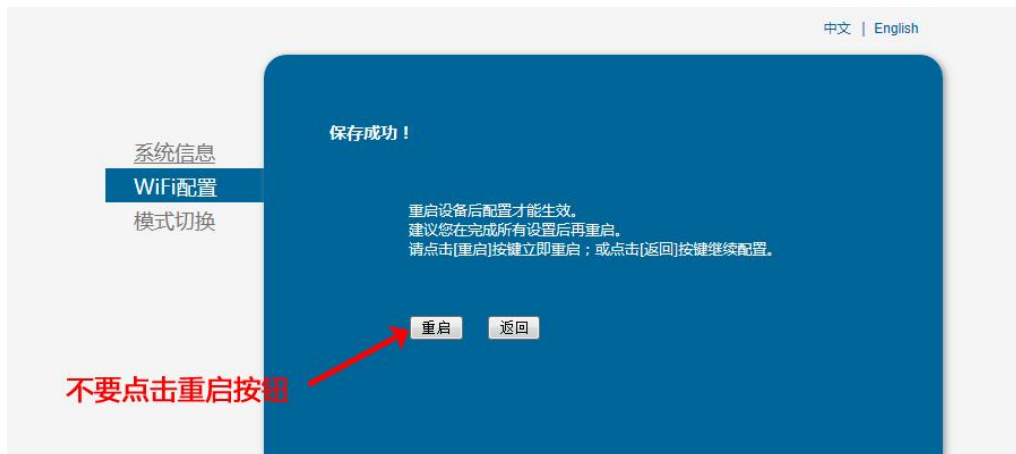 中文 | English
保存成功！
系统信息
WiFi配置
模式切换
重启设备后配置才能生效。
建议您在完成所有设置后再重启。
请点击[重启]按键立即重启；或点击[返回]按键继续配置。
重启 返回
不要点击重启按钮